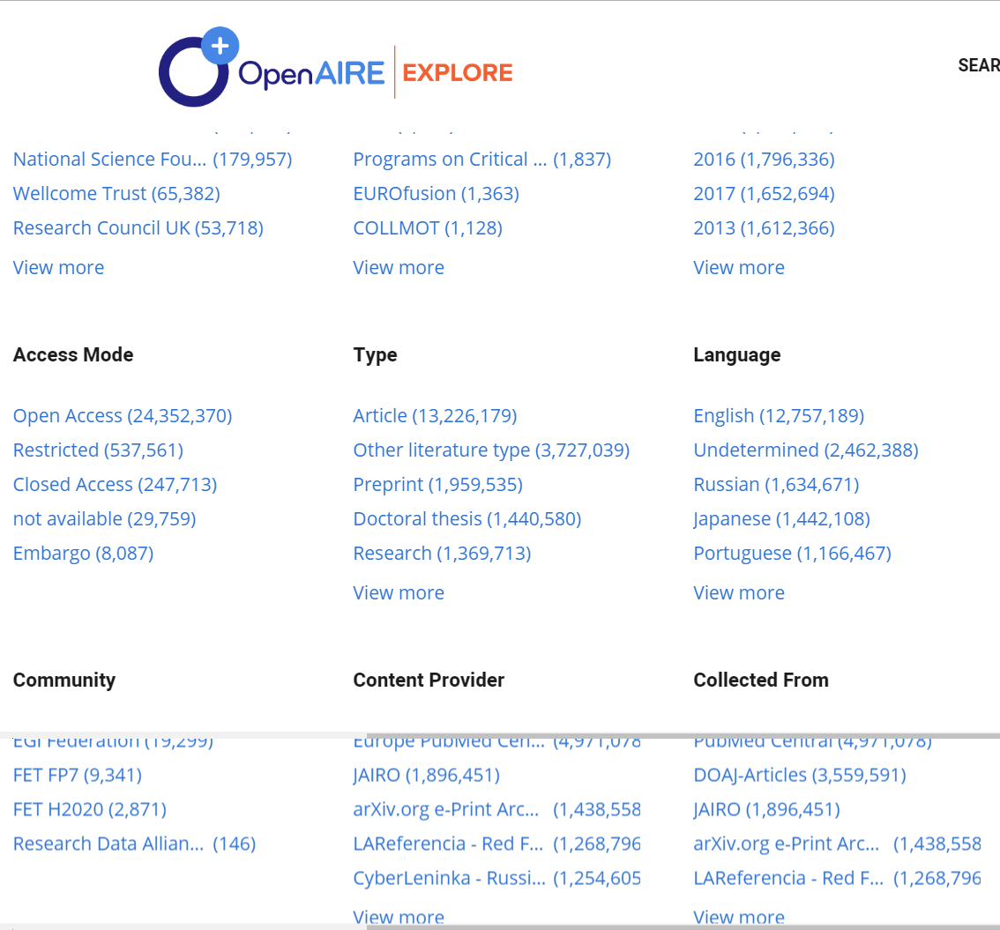 OpenAIRE EXPLORE
SEAR
National Science Fou... (179,957)
Wellcome Trust (65,382)
Research Council UK (53,718)
View more
Programs on Critical ... (1,837)
EUROfusion (1,363)
COLLMOT (1,128)
View more
2016 (1,796,336)
2017 (1,652,694)
2013 (1,612,366)
View more
Access Mode
Open Access (24,352,370)
Restricted (537,561)
Closed Access (247,713)
not available (29,759)
Embargo (8,087)
Type
Article (13,226,179)
Other literature type (3,727,039)
Preprint (1,959,535)
Doctoral thesis (1,440,580)
Research (1,369,713)
View more
Language
English (12,757,189)
Undetermined (2,462,388)
Russian (1,634,671)
Japanese (1,442,108)
Portuguese (1,166,467)
View more
Community
EGI Federation (19,299)
FET FP7 (9,341)
FET H2020 (2,871)
Research Data Allian... (146)
Content Provider
Europe PubMed Cen... (4,971,078
JAIRO (1,896,451)
arXiv.org e-Print Arc... (1,438,558
LAReferencia - Red F... (1,268,796
CyberLeninka - Russi... (1,254,605
View more
Collected From
PubMed Central (4,971,078)
DOAJ-Articles (3,559,591)
JAIRO (1,896,451)
arXiv.org e-Print Arc... (1,438,558
LAReferencia - Red F... (1,268,796
View more